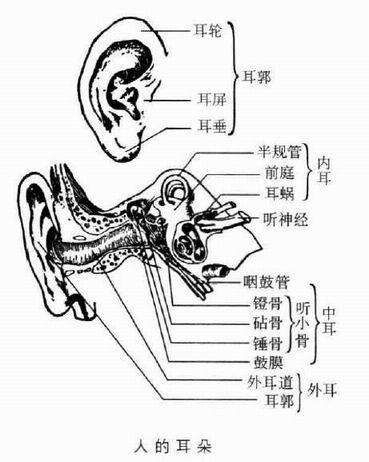 耳轮
耳郭
耳屏
耳垂
半规管
前庭
耳蜗
内耳
听神经
咽鼓管
镫骨
砧骨
锤骨
听小骨
鼓膜
中耳
外耳道
耳郭
外耳
人的耳朵